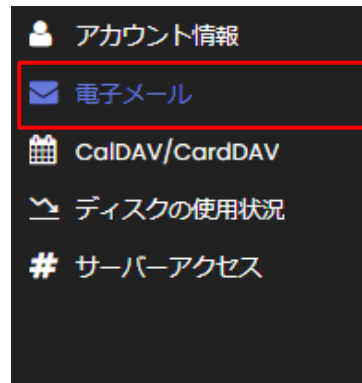 アカウント情報
電子メール
CalDAV/CardDAV
ディスクの使用状況
サーバーアクセス